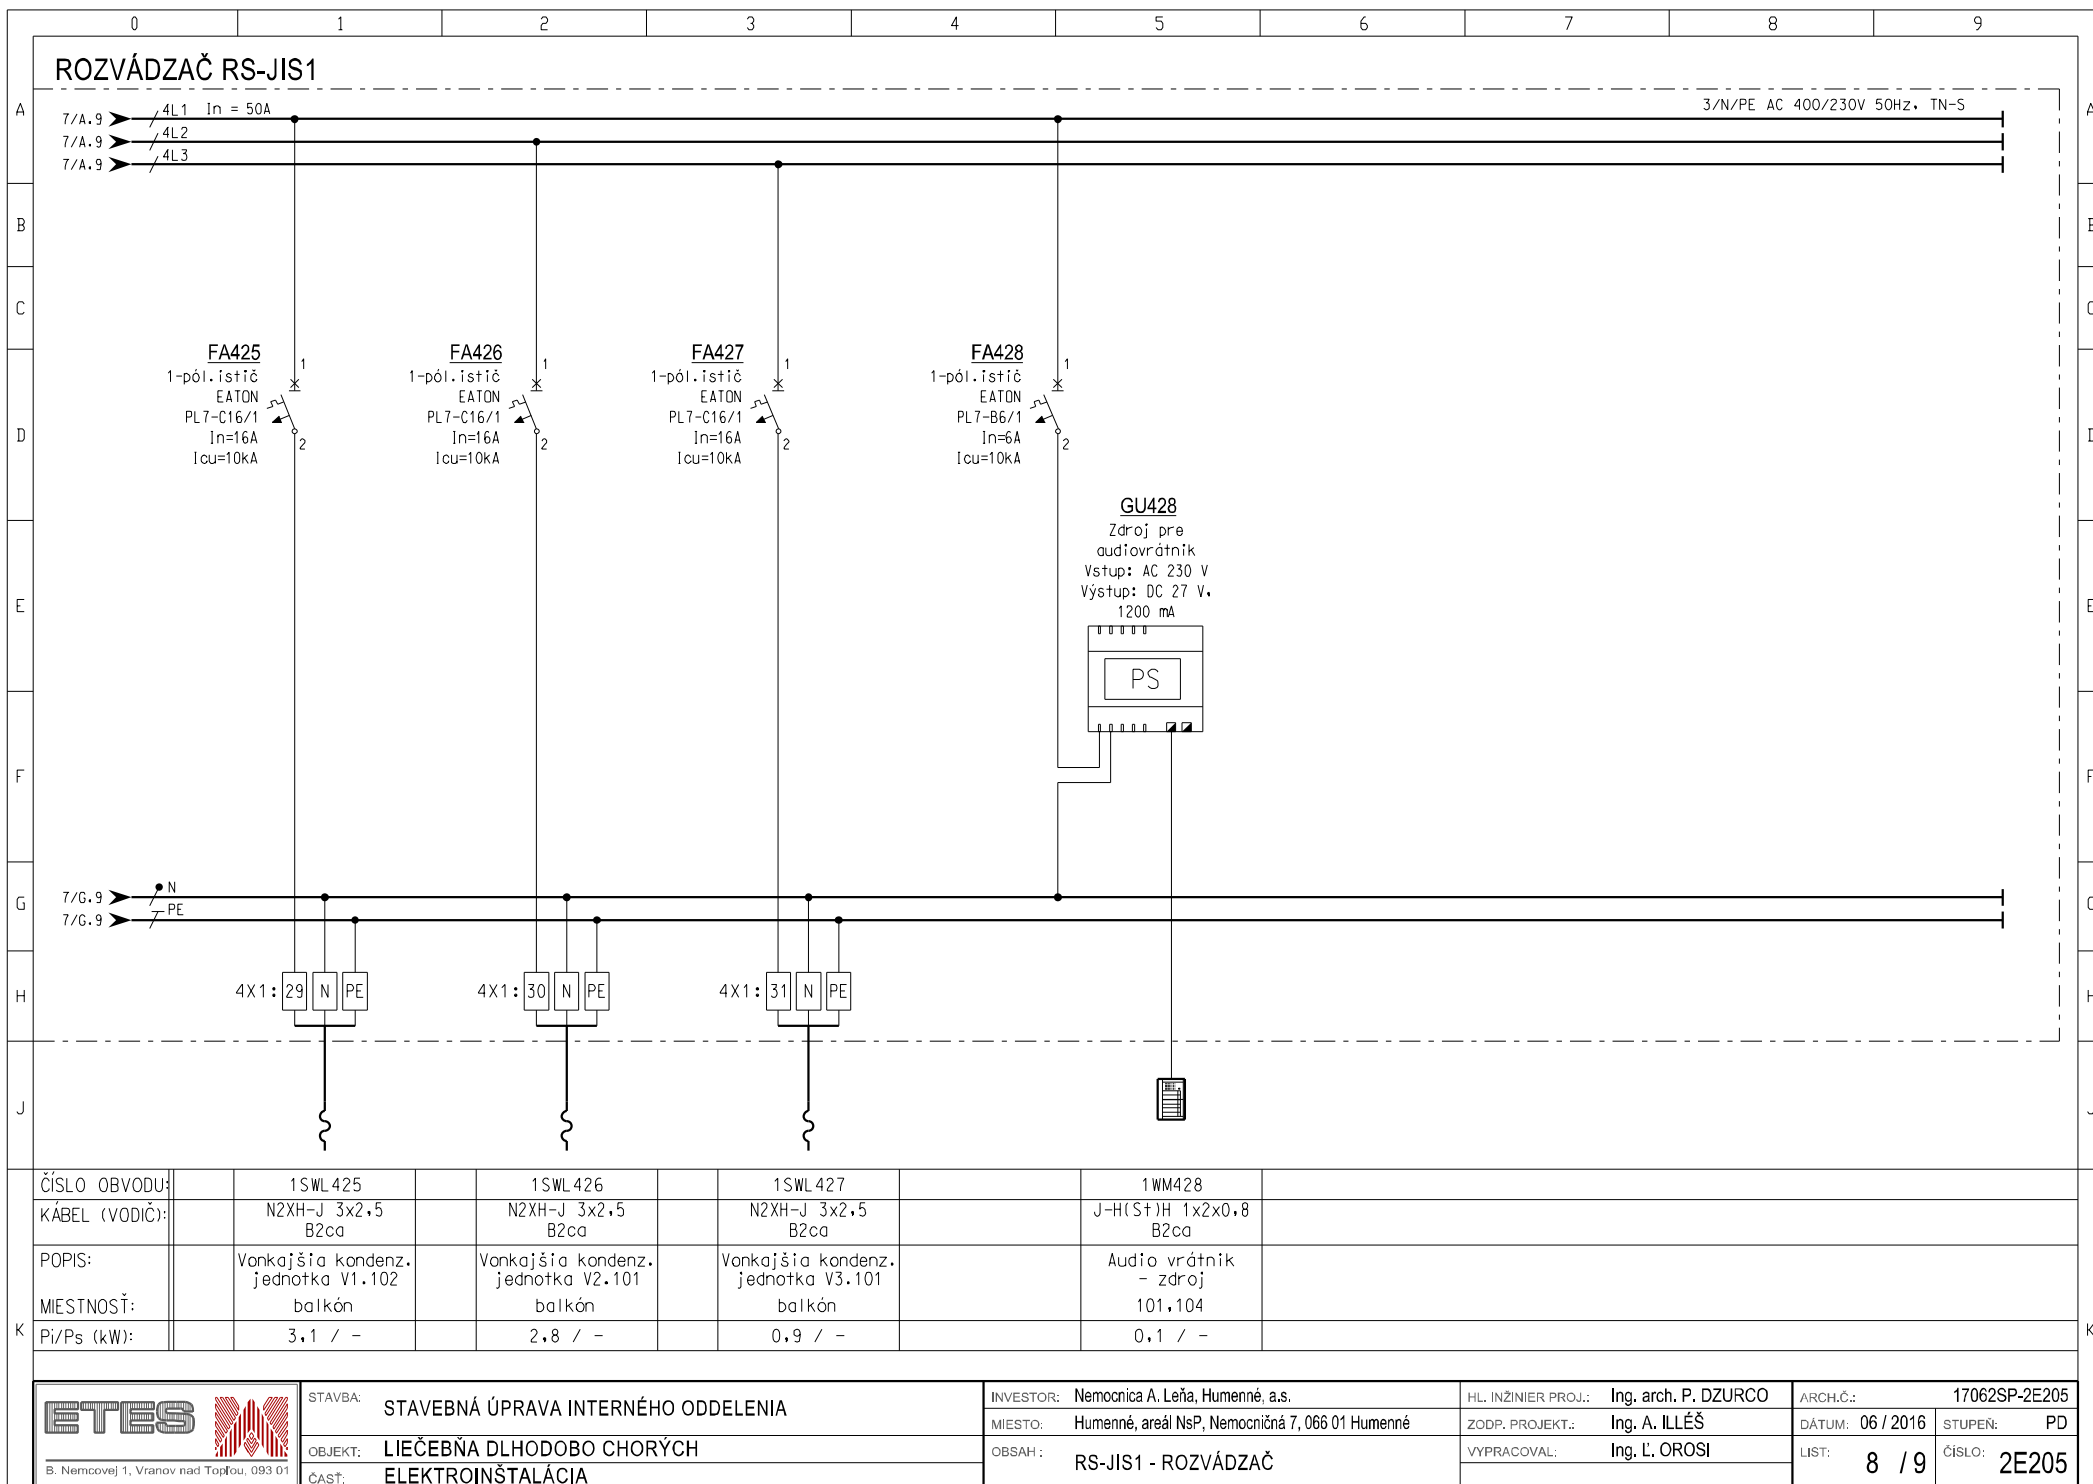 0 1 2 3 4 5 6 7 8 9
ROZVÁDZAČ RS-JIS1
A
7/A.9 4L1 In = 50A 3/N/PE AC 400/230V 50Hz, TN-S
7/A.9 4L2
7/A.9 4L3
B
C
D
FA425
1-pól.istič
EATON
PL7-C16/1
In=16A
Icu=10kA
1
2
FA426
1-pól.istič
EATON
PL7-C16/1
In=16A
Icu=10kA
1
2
FA427
1-pól.istič
EATON
PL7-C16/1
In=16A
Icu=10kA
1
2
FA428
1-pól.istič
EATON
PL7-B6/1
In=6A
Icu=10kA
1
2
GU428
Zdroj pre
audiovrátnik
Vstup: AC 230 V
Výstup: DC 27 V,
1200 mA
PS
E
F
G
7/G.9 N
7/G.9 PE
H
4X1: 29 N PE 4X1: 30 N PE 4X1: 31 N PE
J
K
ČÍSLO OBVODU: 1SWL425 1SWL426 1SWL427 1WM428
KÁBEL (VODIČ): N2XH-J 3x2,5 N2XH-J 3x2,5 N2XH-J 3x2,5 J-H(St)H 1x2x0,8
B2ca B2ca B2ca B2ca
POPIS: Vonkajšia kondenz. Vonkajšia kondenz. Vonkajšia kondenz. Audio vrátnik
jednotka V1.102 jednotka V2.101 jednotka V3.101 - zdroj
MIESTNOSŤ: balkón balkón balkón 101,104
Pi/Ps (kW): 3,1 / - 2,8 / - 0,9 / - 0,1 / -
ETES
B. Nemcovej 1, Vranov nad Topľou, 093 01
STAVBA: STAVEBNÁ ÚPRAVA INTERNÉHO ODDELENIA
OBJEKT: LIEČEBŇA DLHODOBO CHORÝCH
ČASŤ: ELEKTROINŠTALÁCIA
INVESTOR: Nemocnica A. Leňa, Humenné, a.s.
MIESTO: Humenné, areál NsP, Nemocničná 7, 066 01 Humenné
OBSAH : RS-JIS1 - ROZVÁDZAČ
HL. INŽINIER PROJ.: Ing. arch. P. DZURCO
ZODP. PROJEKT.: Ing. A. ILLÉŠ
VYPRACOVAL: Ing. Ľ. OROSI
ARCH.Č.: 17062SP-2E205
DÁTUM: 06 / 2016 STUPEŇ: PD
LIST: 8 / 9 ČÍSLO: 2E205